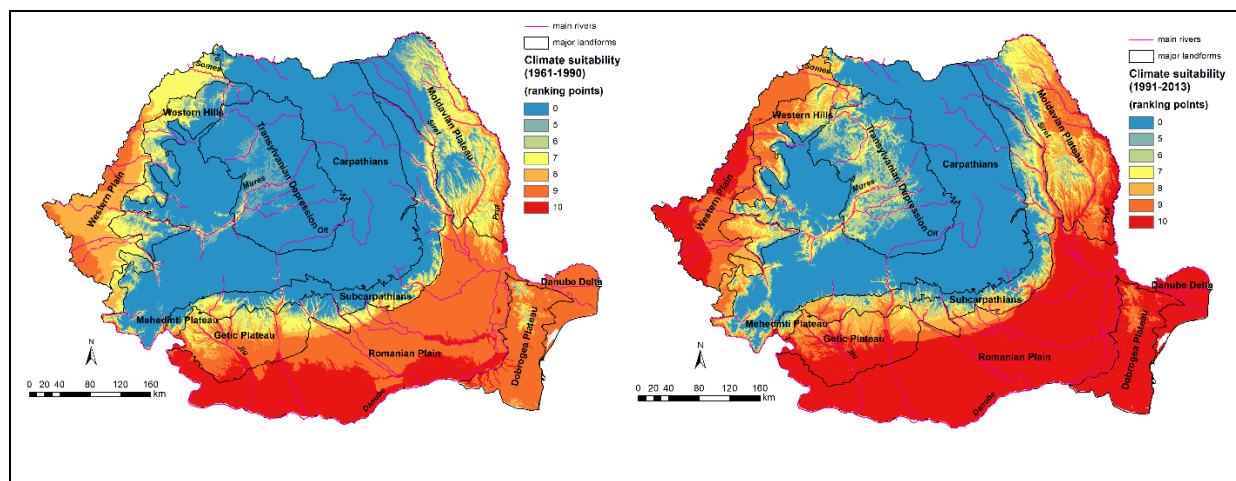 main rivers
major landforms
Climate suitability
(1961-1990)
(ranking points)
0
5
6
7
8
9
10
Somes
Western Hills
Transylvanian Depression
Mures
Carpathians
Siret
Moldavian Plateau
Prut
Western Plain
Olt
Subcarpathians
Mehedinti Plateau
Getic Plateau
Jiu
Romanian Plain
Danube
Danube Delta
Dobrogea Plateau
N
0 20 40 80 120 160
km
main rivers
major landforms
Climate suitability
(1991-2013)
(ranking points)
0
5
6
7
8
9
10
Somes
Western Hills
Transylvanian Depression
Mures
Carpathians
Siret
Moldavian Plateau
Prut
Western Plain
Olt
Subcarpathians
Mehedinti Plateau
Getic Plateau
Jiu
Romanian Plain
Danube
Danube Delta
Dobrogea Plateau
N
0 20 40 80 120 160
km